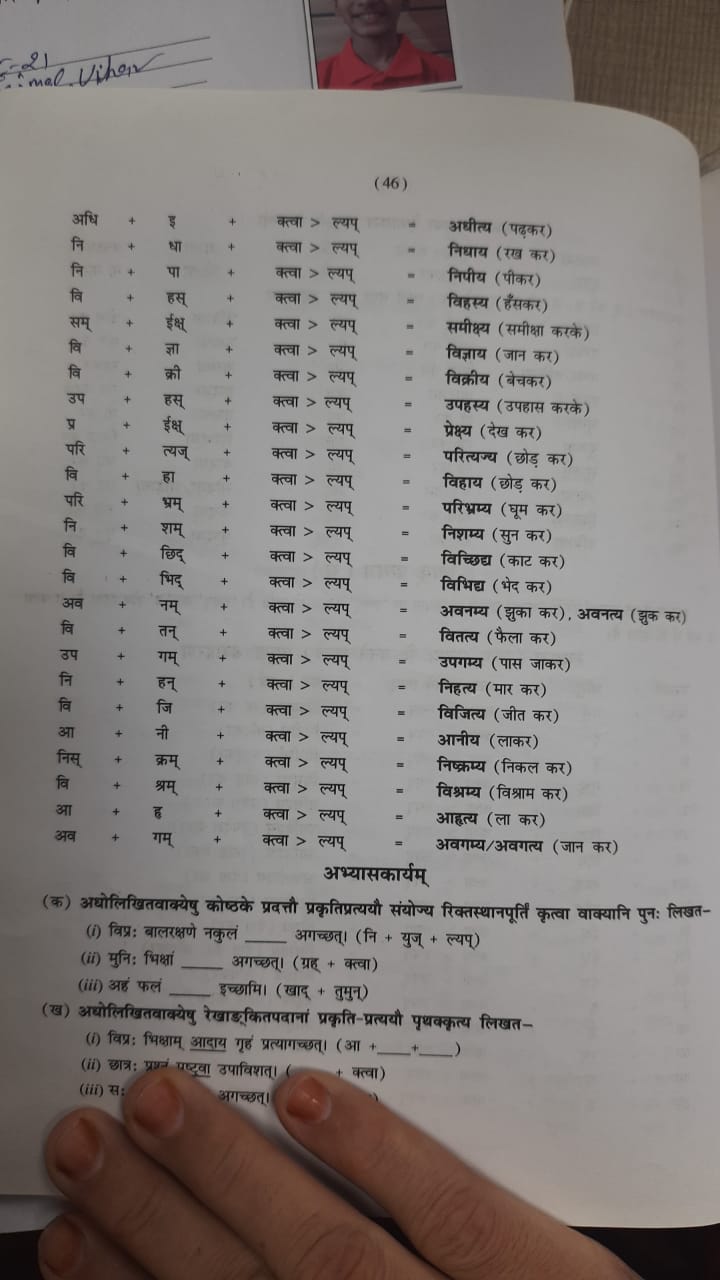 -21
Vihar
(46)
अधि + इ + क्त्वा > ल्यप् = अधीत्य (पढ़कर)
नि + धा + क्त्वा > ल्यप् = निधाय (रख कर)
नि + पा + क्त्वा > ल्यप् = निपीय (पीकर)
वि + हस् + क्त्वा > ल्यप् = विहस्य (हँसकर)
सम् + ईक्ष् + क्त्वा > ल्यप् = समीक्ष्य (समीक्षा करके)
वि + ज्ञा + क्त्वा > ल्यप् = विज्ञाय (जान कर)
वि + क्री + क्त्वा > ल्यप् = विक्रीय (बेचकर)
उप + हस् + क्त्वा > ल्यप् = उपहस्य (उपहास करके)
प्र + ईक्ष् + क्त्वा > ल्यप् = प्रेक्ष्य (देख कर)
परि + त्यज् + क्त्वा > ल्यप् = परित्यज्य (छोड़ कर)
वि + हा + क्त्वा > ल्यप् = विहाय (छोड़ कर)
परि + भ्रम् + क्त्वा > ल्यप् = परिभ्रम्य (घूम कर)
नि + शम् + क्त्वा > ल्यप् = निशम्य (सुन कर)
वि + छिद् + क्त्वा > ल्यप् = विच्छिद्य (काट कर)
वि + भिद् + क्त्वा > ल्यप् = विभिद्य (भेद कर)
अव + नम् + क्त्वा > ल्यप् = अवनम्य (झुका कर), अवनत्य (झुक कर)
वि + तन् + क्त्वा > ल्यप् = वितत्य (फैला कर)
उप + गम् + क्त्वा > ल्यप् = उपगम्य (पास जाकर)
नि + हन् + क्त्वा > ल्यप् = निहत्य (मार कर)
वि + जि + क्त्वा > ल्यप् = विजित्य (जीत कर)
आ + नी + क्त्वा > ल्यप् = आनीय (लाकर)
निस् + क्रम् + क्त्वा > ल्यप् = निष्क्रम्य (निकल कर)
वि + श्रम् + क्त्वा > ल्यप् = विश्रम्य (विश्राम कर)
आ + हृ + क्त्वा > ल्यप् = आहृत्य (ला कर)
अव + गम् + क्त्वा > ल्यप् = अवगम्य/अवगत्य (जान कर)
अभ्यासकार्यम्
(क) अधोलिखितवाक्येषु कोष्ठके प्रदत्तौ प्रकृतिप्रत्ययौ संयोज्य रिक्तस्थानपूर्तिं कृत्वा वाक्यानि पुनः लिखत–
(i) विप्रः बालरक्षणे नकुलं _____ अगच्छत्। (नि + युज् + ल्यप्)
(ii) मुनिः भिक्षां _____ अगच्छत्। (ग्रह् + क्त्वा)
(iii) अहं फलं _____ इच्छामि। (खाद् + तुमुन्)
(ख) अधोलिखितवाक्येषु रेखाङ्कितपदानां प्रकृति-प्रत्ययौ पृथक्कृत्य लिखत–
(i) विप्रः भिक्षाम् आदाय गृहं प्रत्यागच्छत्। (आ +____+____)
(ii) छात्रः प्रश्नं पृष्ट्वा उपाविशत्। ( + क्त्वा)
(iii) सः अगच्छत्। )